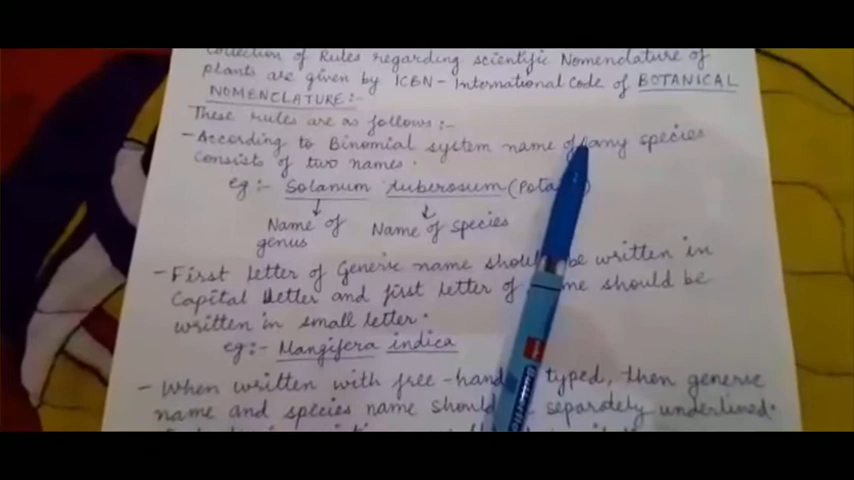 Collection of Rules regarding scientific Nomenclature of
plants are given by ICBN - International Code of BOTANICAL
NOMENCLATURE :-
These rules are as follows :-
- According to Binomial system name of any species
consists of two names .
eg :- Solanum tuberosum (Pota
Name of Name of species
genus
- First letter of Generic name should be written in
Capital letter and first letter of me should be
written in small letter .
eg :- Mangifera indica
- When written with free - hand typed, then generic
name and species name should separately underlined.